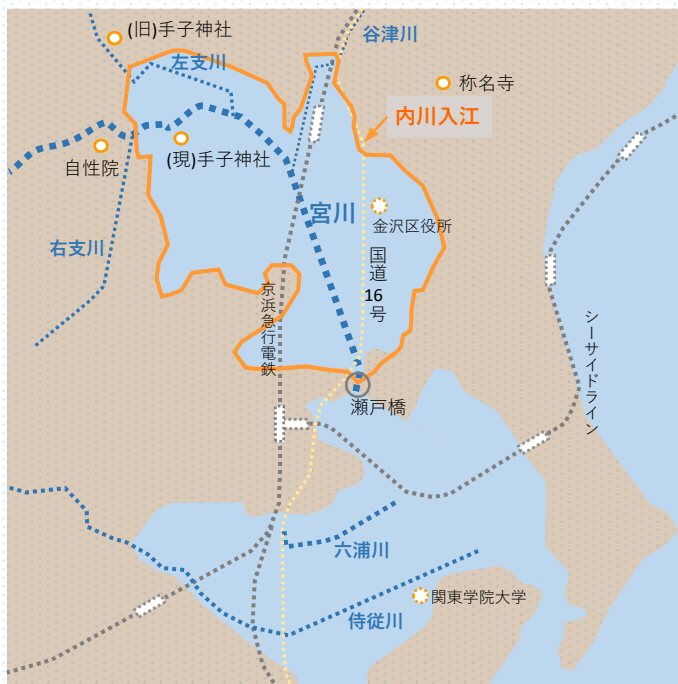 (旧)手子神社
谷津川
左支川
称名寺
内川入江
自性院
(現)手子神社
宮川
金沢区役所
右支川
国道16号
京浜急行電鉄
シーサイドライン
瀬戸橋
六浦川
関東学院大学
侍従川